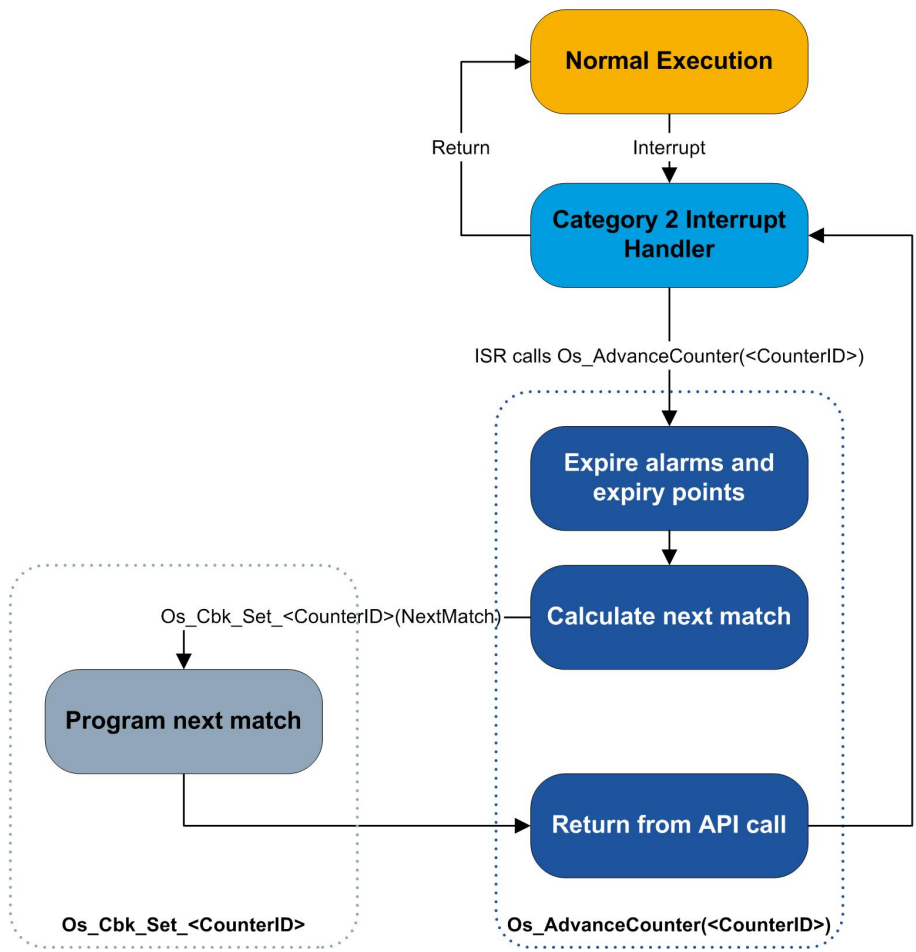 Normal Execution
Return
Interrupt
Category 2 Interrupt
Handler
ISR calls Os_AdvanceCounter(<CounterID>)
Expire alarms and
expiry points
Os_Cbk_Set_<CounterID>(NextMatch)
Calculate next match
Program next match
Return from API call
Os_Cbk_Set_<CounterID>
Os_AdvanceCounter(<CounterID>)